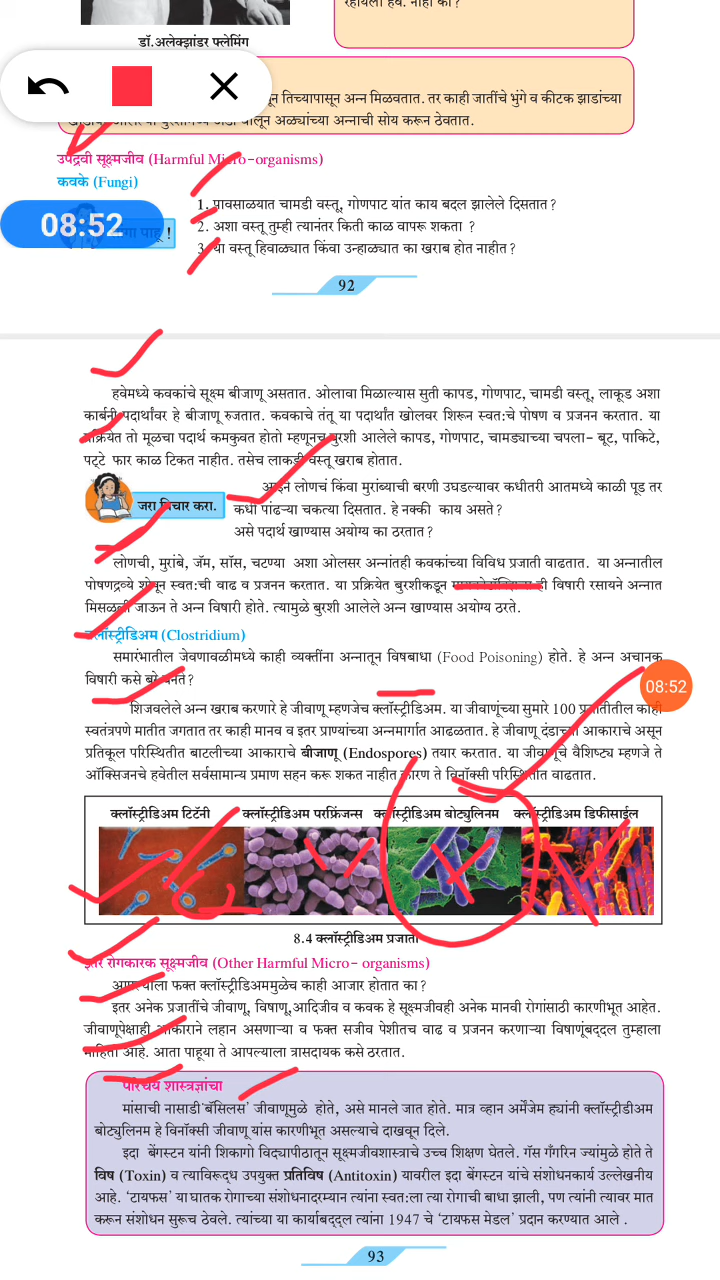 रहायला हवे. नाही का?
डॉ.अलेक्झांडर फ्लेमिंग
तिच्यापासून अन्न मिळवतात. तर काही जातींचे भुंगे व कीटक झाडांच्या
घालून अळ्यांच्या अन्नाची सोय करून ठेवतात.
उपद्रवी सूक्ष्मजीव (Harmful Micro-organisms)
कवके (Fungi)
1. पावसाळयात चामडी वस्तू, गोणपाट यांत काय बदल झालेले दिसतात?
08:52
पाहू !
2. अशा वस्तू तुम्ही त्यानंतर किती काळ वापरू शकता ?
3. या वस्तू हिवाळ्यात किंवा उन्हाळ्यात का खराब होत नाहीत?
92
हवेमध्ये कवकांचे सूक्ष्म बीजाणू असतात. ओलावा मिळाल्यास सुती कापड, गोणपाट, चामडी वस्तू, लाकूड अशा
कार्बनी पदार्थांवर हे बीजाणू रुजतात. कवकाचे तंतू या पदार्थांत खोलवर शिरून स्वत:चे पोषण व प्रजनन करतात. या
प्रक्रियेत तो मूळचा पदार्थ कमकुवत होतो म्हणूनच बुरशी आलेले कापड, गोणपाट, चामड्याच्या चपला- बूट, पाकिटे,
पट्टे फार काळ टिकत नाहीत. तसेच लाकडी वस्तू खराब होतात.
जरा विचार करा.
आईने लोणचं किंवा मुरांब्याची बरणी उघडल्यावर कधीतरी आतमध्ये काळी पूड तर
कधी पांढऱ्या चकत्या दिसतात. हे नक्की काय असते?
असे पदार्थ खाण्यास अयोग्य का ठरतात?
लोणची, मुरांबे, जॅम, सॉस, चटण्या अशा ओलसर अन्नांतही कवकांच्या विविध प्रजाती वाढतात. या अन्नातील
पोषणद्रव्ये शोषून स्वत:ची वाढ व प्रजनन करतात. या प्रक्रियेत बुरशीकडून ही विषारी रसायने अन्नात
मिसळली जाऊन ते अन्न विषारी होते. त्यामुळे बुरशी आलेले अन्न खाण्यास अयोग्य ठरते.
क्लॉस्ट्रीडिअम (Clostridium)
समारंभातील जेवणावळीमध्ये काही व्यक्तींना अन्नातून विषबाधा (Food Poisoning) होते. हे अन्न अचानक
विषारी कसे बरे बनते?
08:52
शिजवलेले अन्न खराब करणारे हे जीवाणू म्हणजेच क्लॉस्ट्रीडिअम. या जीवाणूंच्या सुमारे 100 प्रजातीतील काही
स्वतंत्रपणे मातीत जगतात तर काही मानव व इतर प्राण्यांच्या अन्नमार्गात आढळतात. हे जीवाणू दंडाच्या आकाराचे असून
प्रतिकूल परिस्थितीत बाटलीच्या आकाराचे बीजाणू (Endospores) तयार करतात. या जीवाणूंचे वैशिष्ट्य म्हणजे ते
ऑक्सिजनचे हवेतील सर्वसामान्य प्रमाण सहन करू शकत नाहीत कारण ते विनॉक्सी परिस्थितीत वाढतात.
क्लॉस्ट्रीडिअम टिटॅनी क्लॉस्ट्रीडिअम परफ्रिंजन्स क्लॉस्ट्रीडिअम बोट्युलिनम क्लॉस्ट्रीडिअम डिफीसाईल
8.4 क्लॉस्ट्रीडिअम प्रजाती
इतर रोगकारक सूक्ष्मजीव (Other Harmful Micro- organisms)
आपल्याला फक्त क्लॉस्ट्रीडिअममुळेच काही आजार होतात का?
इतर अनेक प्रजातींचे जीवाणू, विषाणू,आदिजीव व कवक हे सूक्ष्मजीवही अनेक मानवी रोगांसाठी कारणीभूत आहेत.
जीवाणूपेक्षाही आकाराने लहान असणाऱ्या व फक्त सजीव पेशीतच वाढ व प्रजनन करणाऱ्या विषाणूंबद्दल तुम्हाला
माहिती आहे. आता पाहूया ते आपल्याला त्रासदायक कसे ठरतात.
परिचय शास्त्रज्ञांचा
मांसाची नासाडी'बॅसिलस' जीवाणूमुळे होते, असे मानले जात होते. मात्र व्हान अर्मेंजेम ह्यांनी क्लॉस्ट्रीडीअम
बोट्युलिनम हे विनॉक्सी जीवाणू यांस कारणीभूत असल्याचे दाखवून दिले.
इदा बेंगस्टन यांनी शिकागो विद्यापीठातून सूक्ष्मजीवशास्त्राचे उच्च शिक्षण घेतले. गॅस गँगरिन ज्यांमुळे होते ते
विष (Toxin) व त्याविरूद्ध उपयुक्त प्रतिविष (Antitoxin) यावरील इदा बेंगस्टन यांचे संशोधनकार्य उल्लेखनीय
आहे. 'टायफस' या घातक रोगाच्या संशोधनादरम्यान त्यांना स्वत:ला त्या रोगाची बाधा झाली, पण त्यांनी त्यावर मात
करून संशोधन सुरूच ठेवले. त्यांच्या या कार्याबद्दल त्यांना 1947 चे 'टायफस मेडल' प्रदान करण्यात आले .
93